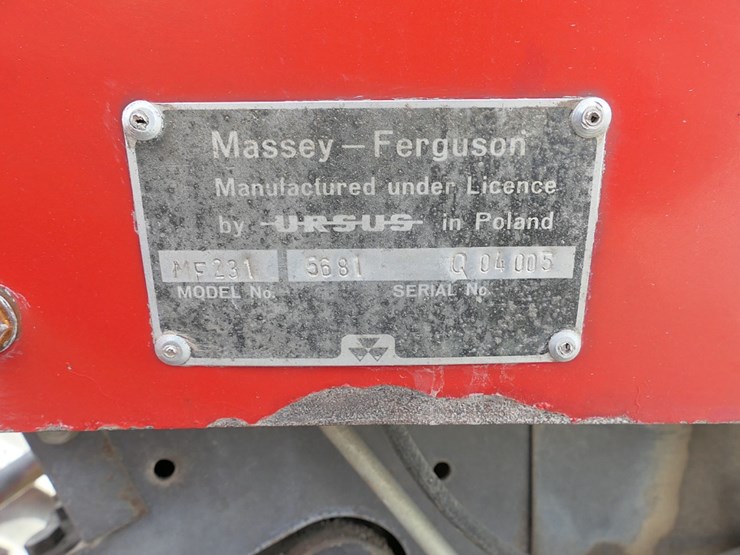 Massey-Ferguson
Manufactured under Licence
by URSUS in Poland
MF231 5681 Q 04005
MODEL No. SERIAL No.